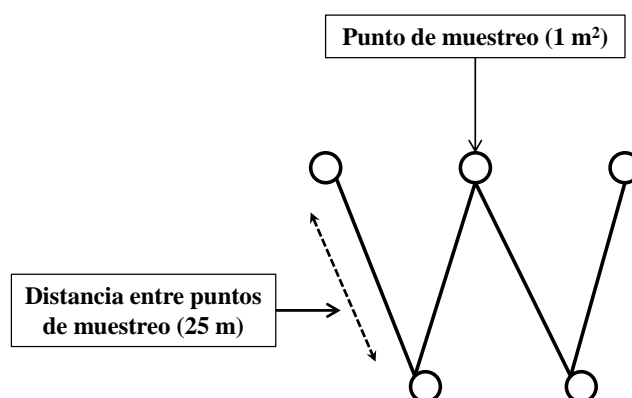 Punto de muestreo (1 m²)
Distancia entre puntos
de muestreo (25 m)